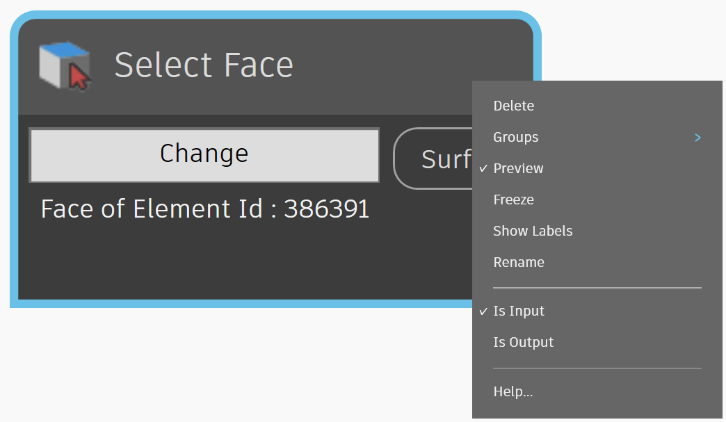 Select Face
Change
Surf
Face of Element Id : 386391
Delete
Groups >
✓ Preview
Freeze
Show Labels
Rename
✓ Is Input
Is Output
Help...